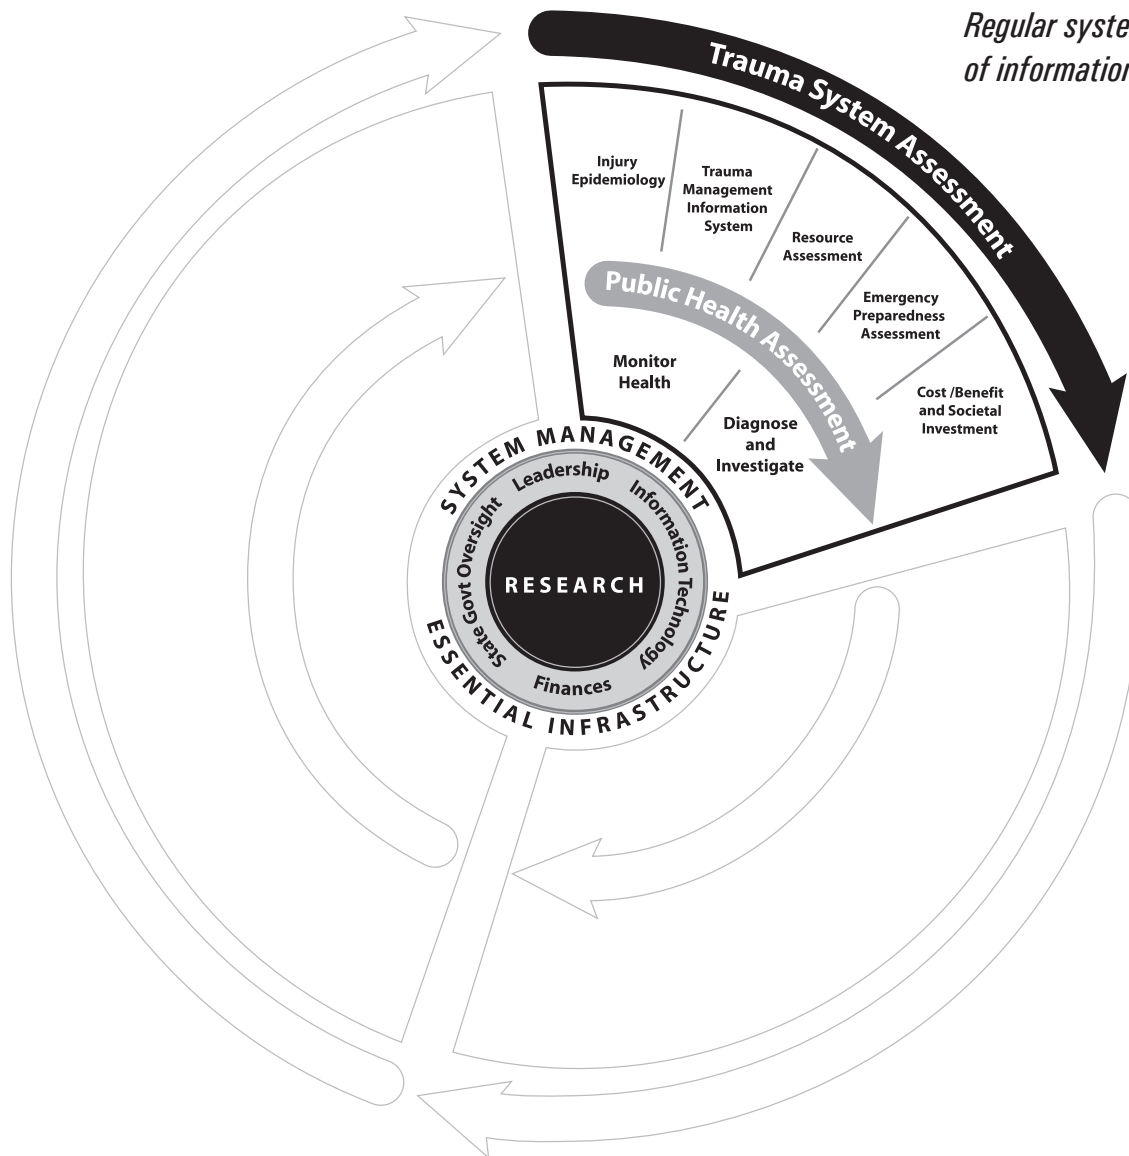 Regular syste
of information
Trauma System Assessment
Injury
Epidemiology
Trauma
Management
Information
System
Resource
Assessment
Emergency
Preparedness
Assessment
Cost /Benefit
and Societal
Investment
Public Health Assessment
Monitor
Health
Diagnose
and
Investigate
SYSTEM MANAGEMENT
Leadership
Information Technology
State Govt Oversight
RESEARCH
Finances
ESSENTIAL INFRASTRUCTURE